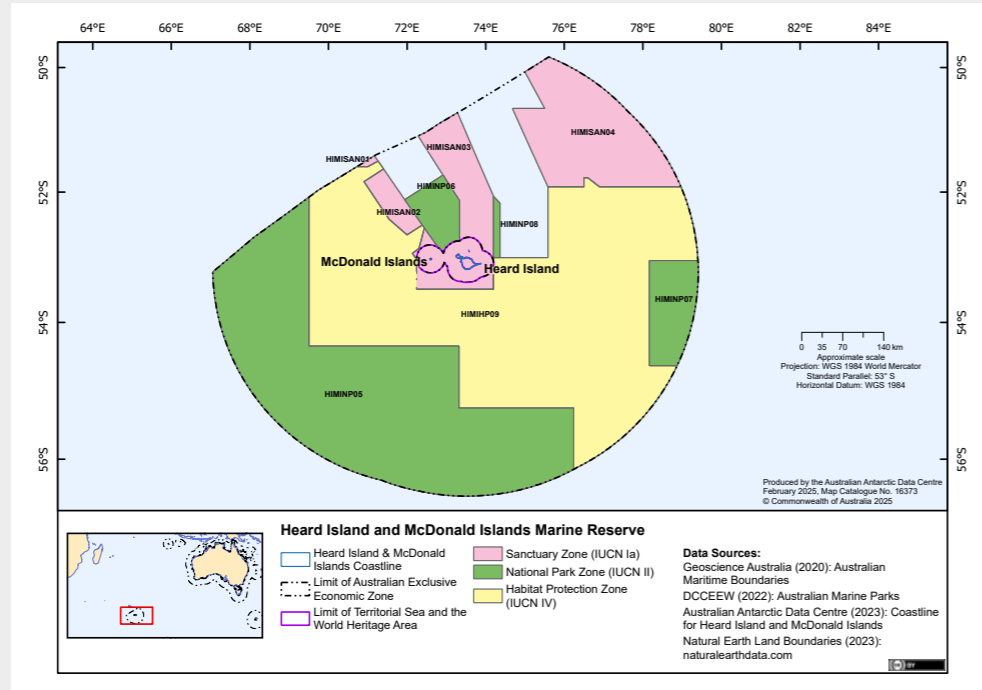 64°E 66°E 68°E 70°E 72°E 74°E 76°E 78°E 80°E 82°E 84°E
50°S 50°S
HIMISAN04
HIMISAN03
HIMISAN01
HIMINP06
52°S 52°S
HIMISAN02
HIMINP08
McDonald Islands
Heard Island
HIMINP07
HIMIHP09
54°S 54°S
0 35 70 140 km
Approximate scale
Projection: WGS 1984 World Mercator
Standard Parallel: 53° S
Horizontal Datum: WGS 1984
HIMINP05
56°S 56°S
Produced by the Australian Antarctic Data Centre
February 2025, Map Catalogue No. 16373
© Commonwealth of Australia 2025
Heard Island and McDonald Islands Marine Reserve
Heard Island & McDonald
Islands Coastline
Limit of Australian Exclusive
Economic Zone
Limit of Territorial Sea and the
World Heritage Area
Sanctuary Zone (IUCN Ia)
National Park Zone (IUCN II)
Habitat Protection Zone
(IUCN IV)
Data Sources:
Geoscience Australia (2020): Australian
Maritime Boundaries
DCCEEW (2022): Australian Marine Parks
Australian Antarctic Data Centre (2023): Coastline
for Heard Island and McDonald Islands
Natural Earth Land Boundaries (2023):
naturalearthdata.com
cc BY